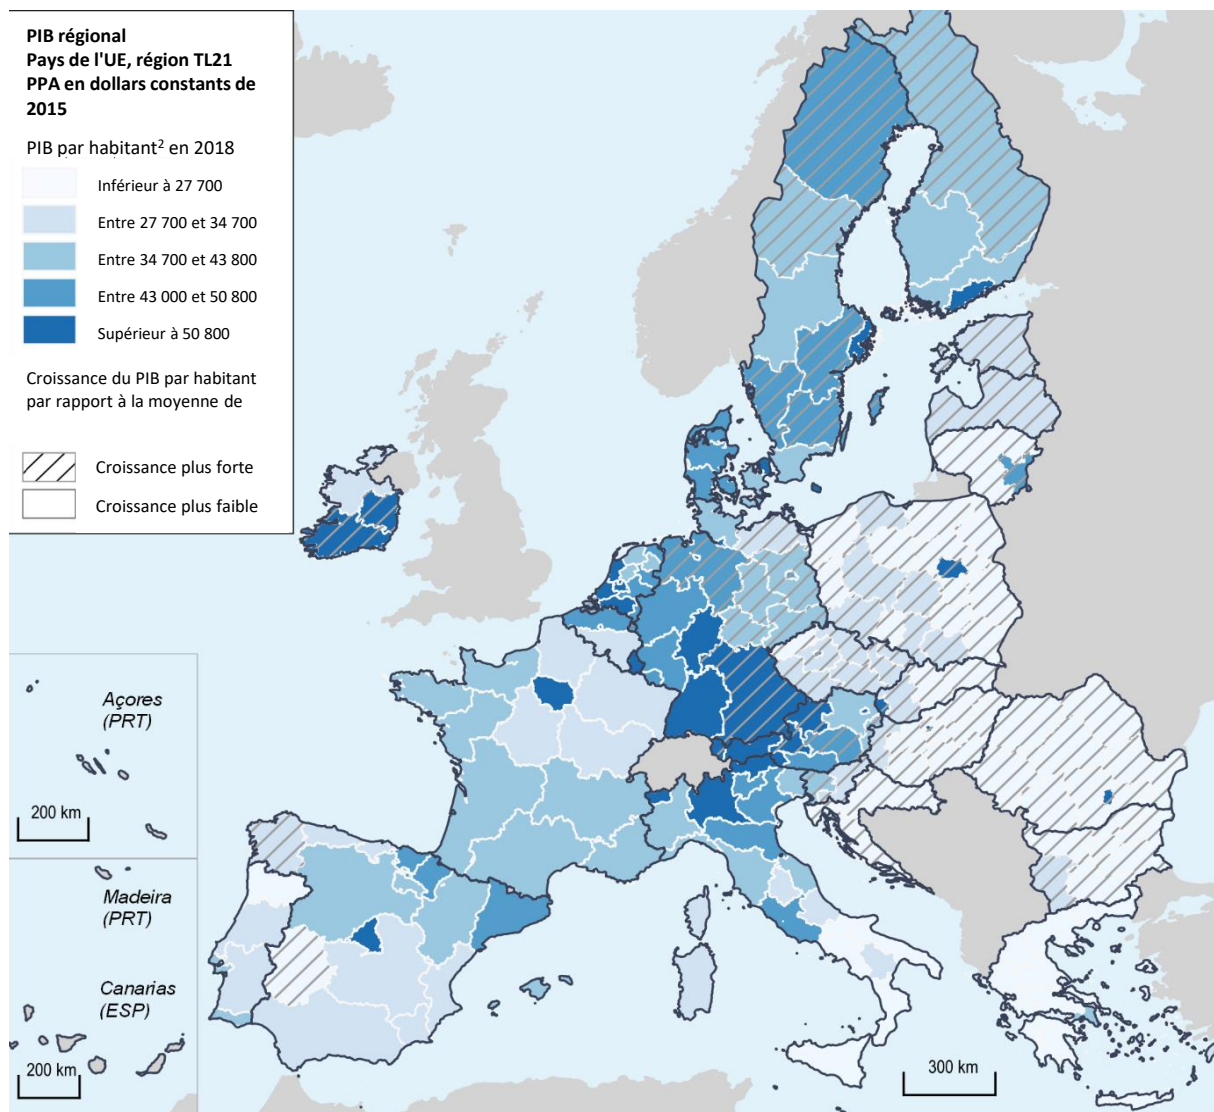 PIB régional
Pays de l'UE, région TL21
PPA en dollars constants de
2015
PIB par habitant² en 2018
Inférieur à 27 700
Entre 27 700 et 34 700
Entre 34 700 et 43 800
Entre 43 000 et 50 800
Supérieur à 50 800
Croissance du PIB par habitant
par rapport à la moyenne de
Croissance plus forte
Croissance plus faible
Açores
(PRT)
200 km
Madeira
(PRT)
Canarias
(ESP)
200 km
300 km